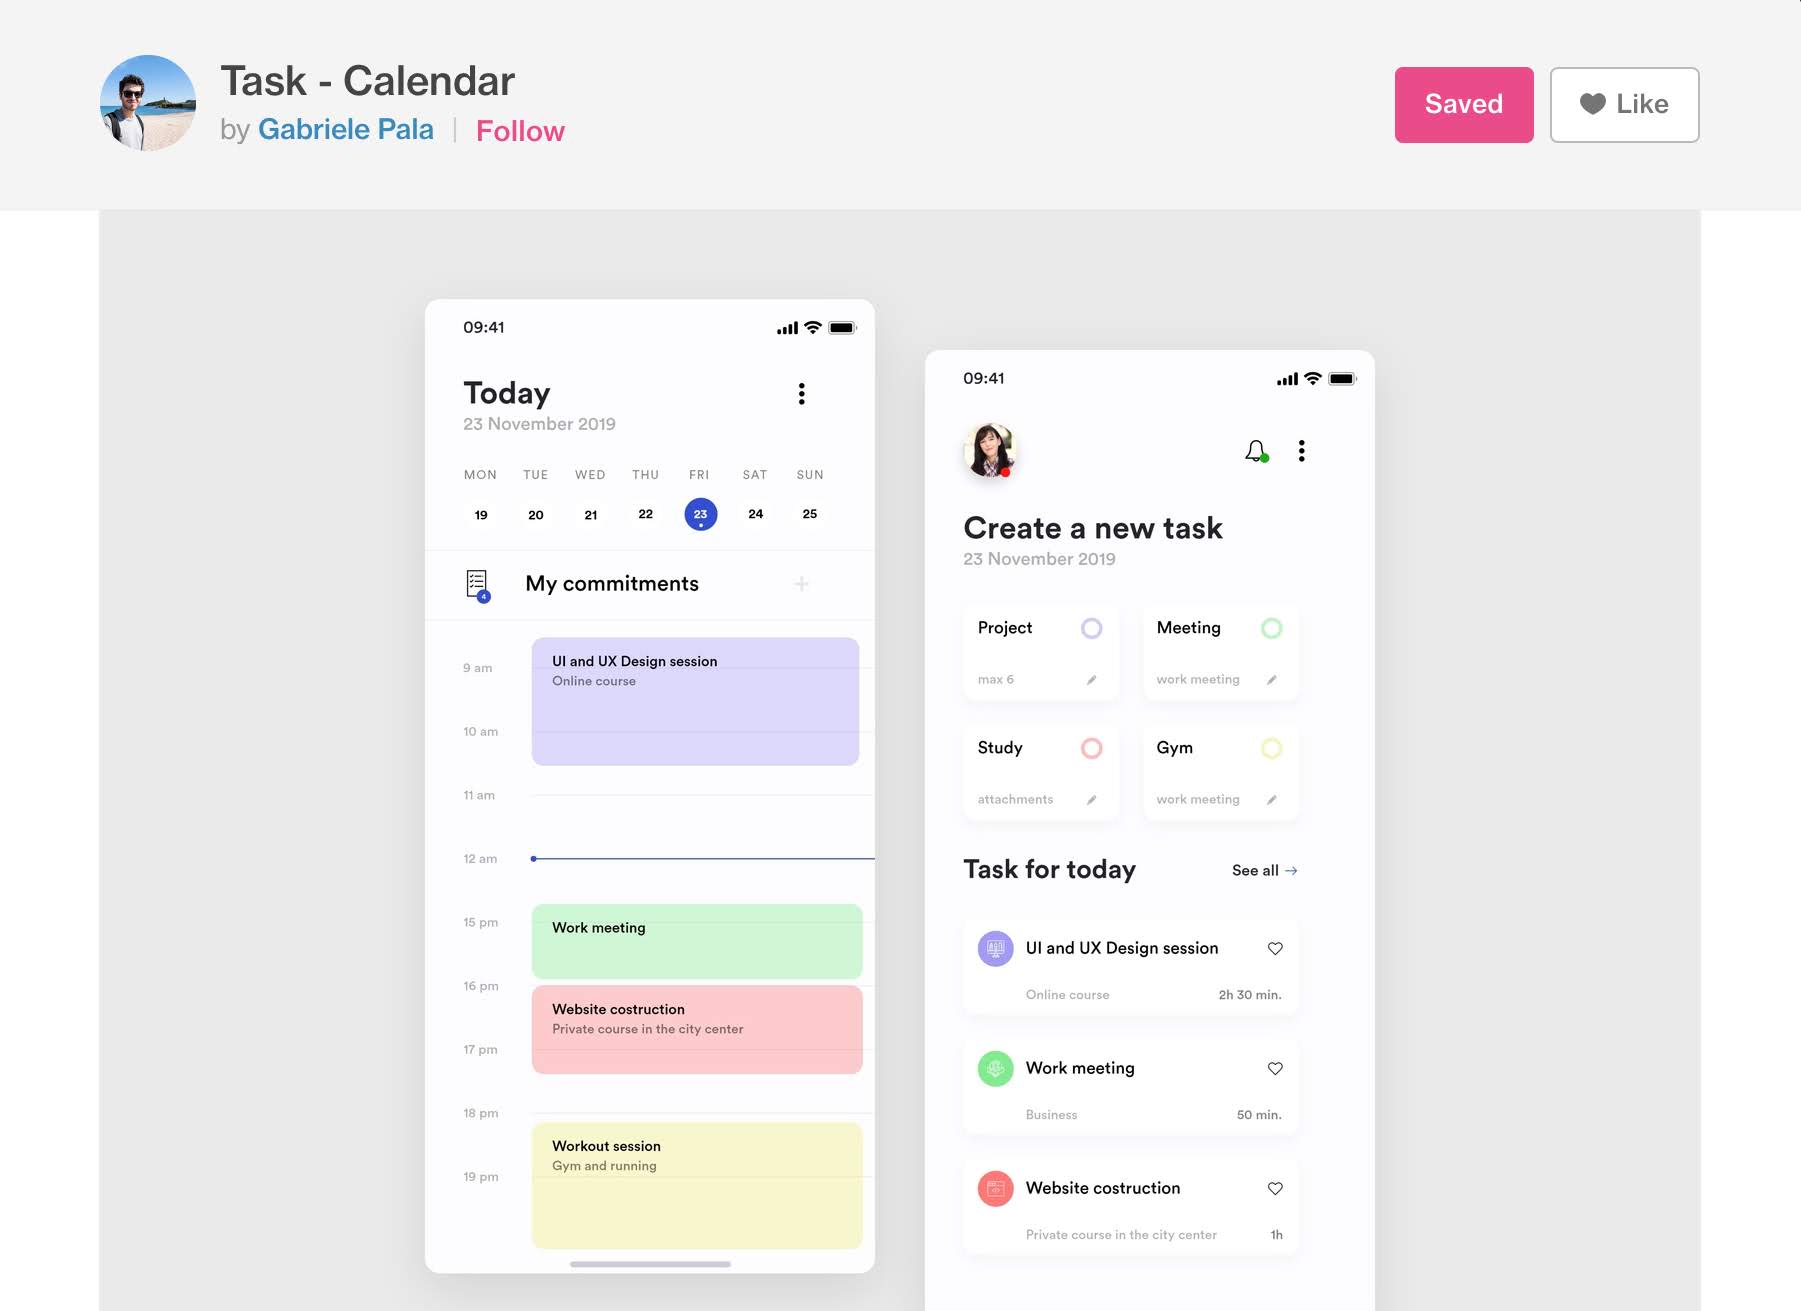 Task - Calendar
by Gabriele Pala | Follow
Saved
Like
09:41
Today
23 November 2019
MON TUE WED THU FRI SAT SUN
19 20 21 22 23 24 25
4
My commitments
+
9 am
UI and UX Design session
Online course
10 am
11 am
12 am
15 pm
Work meeting
16 pm
Website costruction
Private course in the city center
17 pm
18 pm
Workout session
Gym and running
19 pm
09:41
Create a new task
23 November 2019
Project
max 6
Meeting
work meeting
Study
attachments
Gym
work meeting
Task for today
See all →
UI and UX Design session
Online course 2h 30 min.
Work meeting
Business 50 min.
Website costruction
Private course in the city center 1h